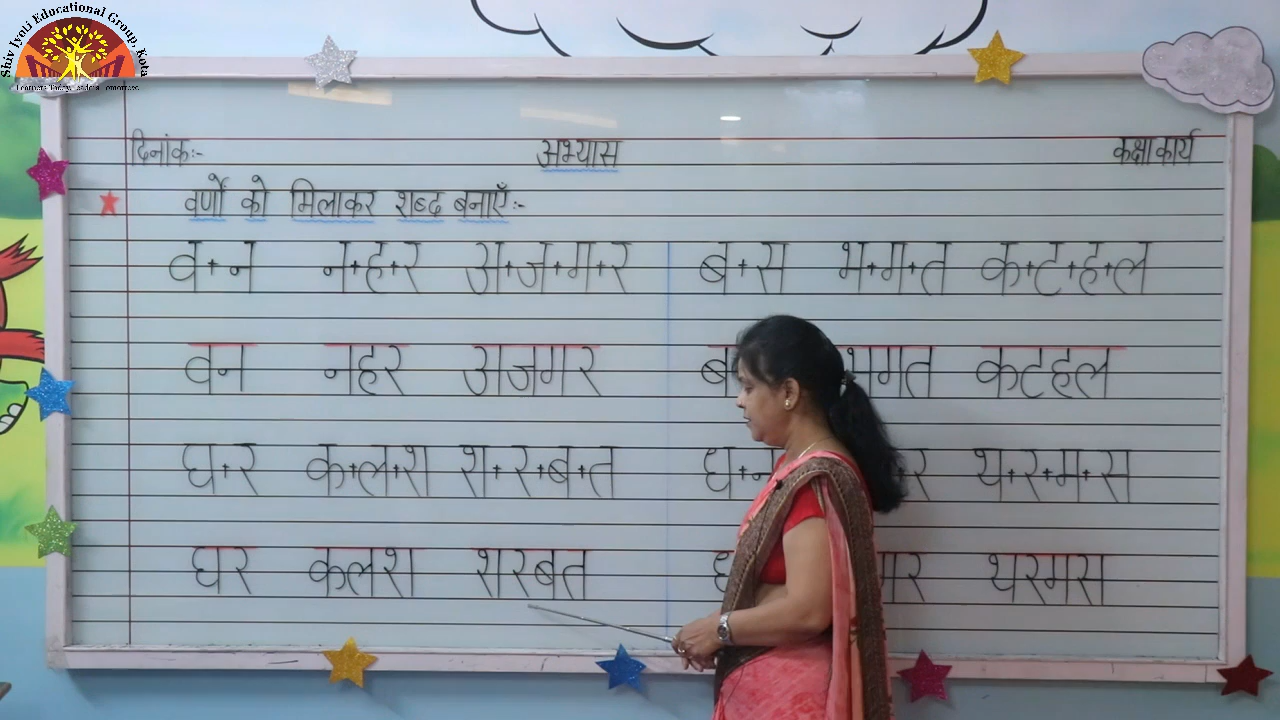 Shiv Jyoti Educational Group, Kota
दिनांक:- अभ्यास कक्षाकार्य
वर्णों को मिलाकर शब्द बनाएँ:-
व+न न+ह+र अ+ज+ग+र ब+स भ+ग+त क+ट+ह+ल
वन नहर अजगर भगत कटहल
घ+र क+ल+श श+र+ब+त थ+र+म+स
घर कलश शरबत थरमस